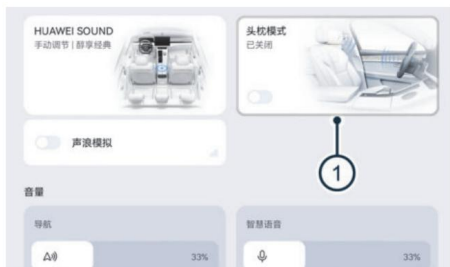 HUAWEI SOUND
手动调节 | 醇享经典
头枕模式
已关闭
声浪模拟
1
音量
导航
智慧语音
33%
33%